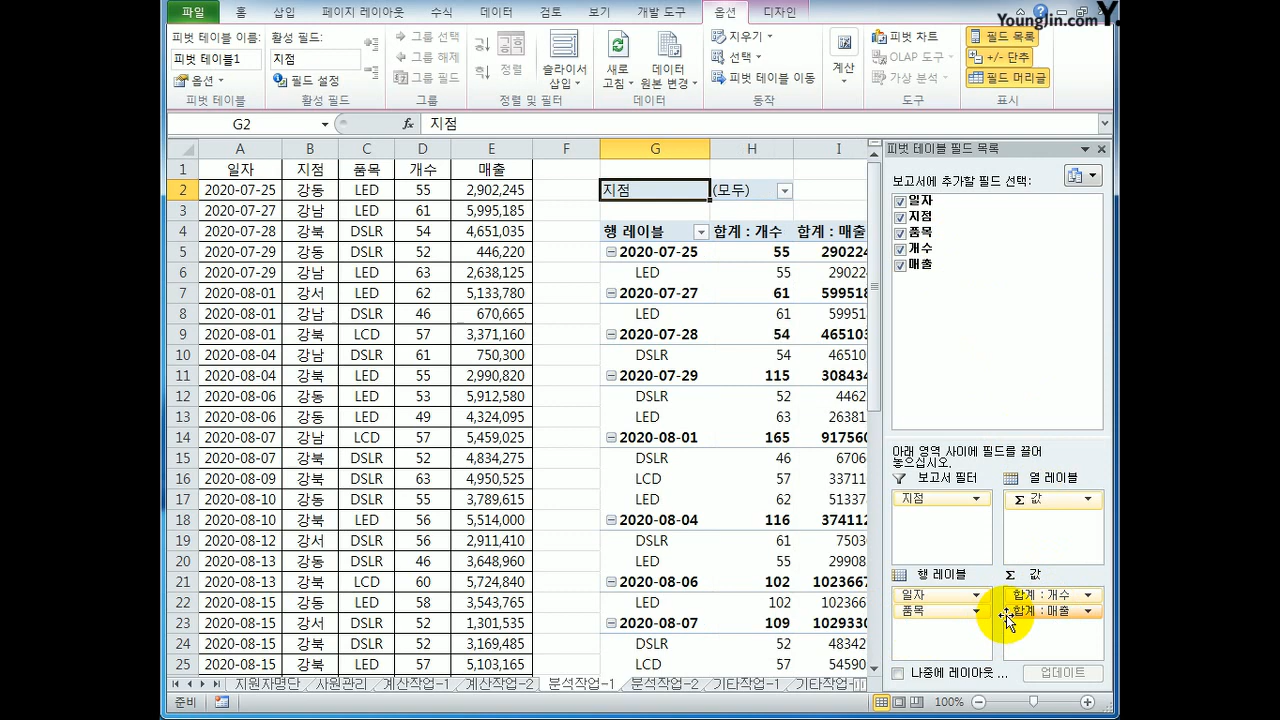 파일 홈 삽입 페이지 레이아웃 수식 데이터 검토 보기 개발 도구 옵션 디자인
YoungJin.com Y.
피벗 테이블 이름: 활성 필드: 그룹 선택 지우기 피벗 차트 필드 목록
피벗 테이블1 지점 그룹 해제 선택 OLAP 도구 +/- 단추
옵션 필드 설정 그룹 필드 정렬 슬라이서 삽입 새로 고침 데이터 원본 변경 피벗 테이블 이동 계산 가상 분석 필드 머리글
피벗 테이블 활성 필드 그룹 정렬 및 필터 데이터 동작 도구 표시
G2 fx 지점
A B C D E F G H I
1 일자 지점 품목 개수 매출
2 2020-07-25 강동 LED 55 2,902,245 지점 (모두)
3 2020-07-27 강남 LED 61 5,995,185
4 2020-07-28 강북 DSLR 54 4,651,035 행 레이블 합계 : 개수 합계 : 매출
5 2020-07-29 강동 DSLR 52 446,220 2020-07-25 55 290224
6 2020-07-29 강남 LED 63 2,638,125 LED 55 290224
7 2020-08-01 강서 LED 62 5,133,780 2020-07-27 61 599518
8 2020-08-01 강남 DSLR 46 670,665 LED 61 599518
9 2020-08-01 강북 LCD 57 3,371,160 2020-07-28 54 465103
10 2020-08-04 강남 DSLR 61 750,300 DSLR 54 465103
11 2020-08-04 강북 LED 55 2,990,820 2020-07-29 115 308434
12 2020-08-06 강동 LED 53 5,912,580 DSLR 52 4462
13 2020-08-06 강동 LED 49 4,324,095 LED 63 26381
14 2020-08-07 강남 LCD 57 5,459,025 2020-08-01 165 917560
15 2020-08-07 강북 DSLR 52 4,834,275 DSLR 46 6706
16 2020-08-09 강북 DSLR 63 4,950,525 LCD 57 33711
17 2020-08-10 강동 DSLR 55 3,789,615 LED 62 51337
18 2020-08-10 강북 LED 56 5,514,000 2020-08-04 116 374112
19 2020-08-12 강서 DSLR 56 2,911,410 DSLR 61 7503
20 2020-08-13 강동 DSLR 46 3,648,960 LED 55 29908
21 2020-08-13 강북 LCD 60 5,724,840 2020-08-06 102 1023667
22 2020-08-15 강동 LED 58 3,543,765 LED 102 1023667
23 2020-08-15 강서 DSLR 52 1,301,535 2020-08-07 109 1029330
24 2020-08-15 강북 DSLR 52 3,169,485 DSLR 52 48342
25 2020-08-15 강북 LED 57 5,103,165 LCD 57 54590
지원자명단 사원관리 계산작업-1 계산작업-2 분석작업-1 분석작업-2 기타작업-1 기타작업
준비 100%
피벗 테이블 필드 목록
보고서에 추가할 필드 선택:
일자
지점
품목
개수
매출
아래 영역 사이에 필드를 끌어
놓으십시오.
보고서 필터 열 레이블
지점 Σ 값
행 레이블 Σ 값
일자 합계 : 개수
품목 합계 : 매출
나중에 레이아웃 ... 업데이트